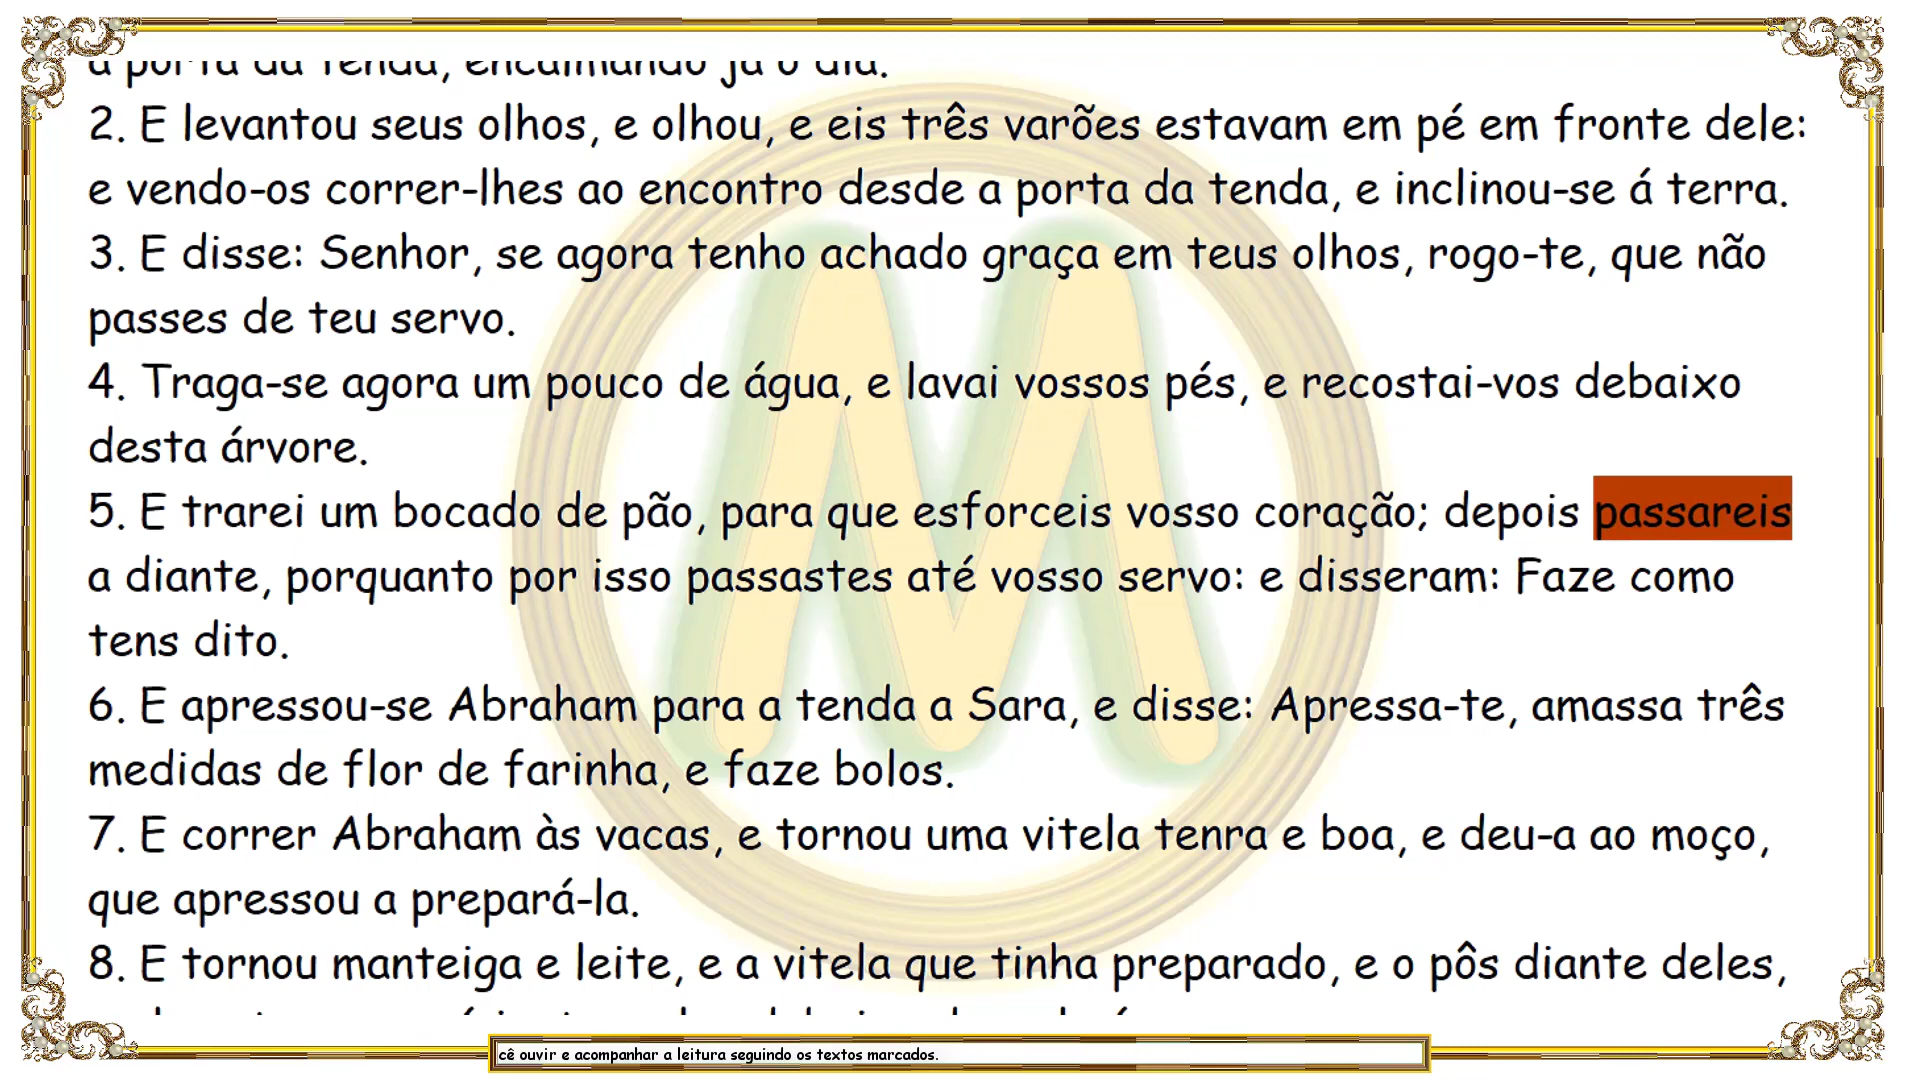 a porta da tenda, encalmando já o dia.
2. E levantou seus olhos, e olhou, e eis três varões estavam em pé em fronte dele:
e vendo-os correr-lhes ao encontro desde a porta da tenda, e inclinou-se á terra.
3. E disse: Senhor, se agora tenho achado graça em teus olhos, rogo-te, que não
passes de teu servo.
4. Traga-se agora um pouco de água, e lavai vossos pés, e recostai-vos debaixo
desta árvore.
5. E trarei um bocado de pão, para que esforceis vosso coração; depois passareis
a diante, porquanto por isso passastes até vosso servo: e disseram: Faze como
tens dito.
6. E apressou-se Abraham para a tenda a Sara, e disse: Apressa-te, amassa três
medidas de flor de farinha, e faze bolos.
7. E correr Abraham às vacas, e tornou uma vitela tenra e boa, e deu-a ao moço,
que apressou a prepará-la.
8. E tornou manteiga e leite, e a vitela que tinha preparado, e o pôs diante deles,
cê ouvir e acompanhar a leitura seguindo os textos marcados.